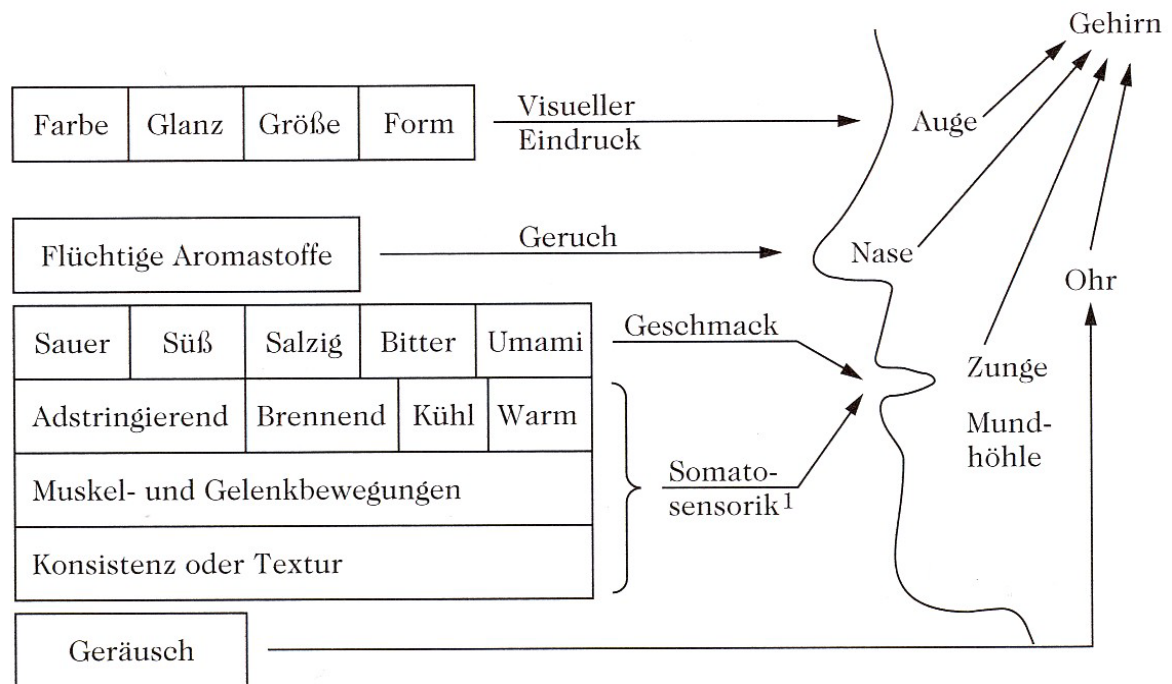 Gehirn
Farbe Glanz Größe Form
Visueller
Eindruck
Auge
Flüchtige Aromastoffe
Geruch
Nase
Ohr
Sauer Süß Salzig Bitter Umami
Geschmack
Zunge
Adstringierend Brennend Kühl Warm
Mund-
höhle
Muskel- und Gelenkbewegungen
Somato-
sensorik¹
Konsistenz oder Textur
Geräusch